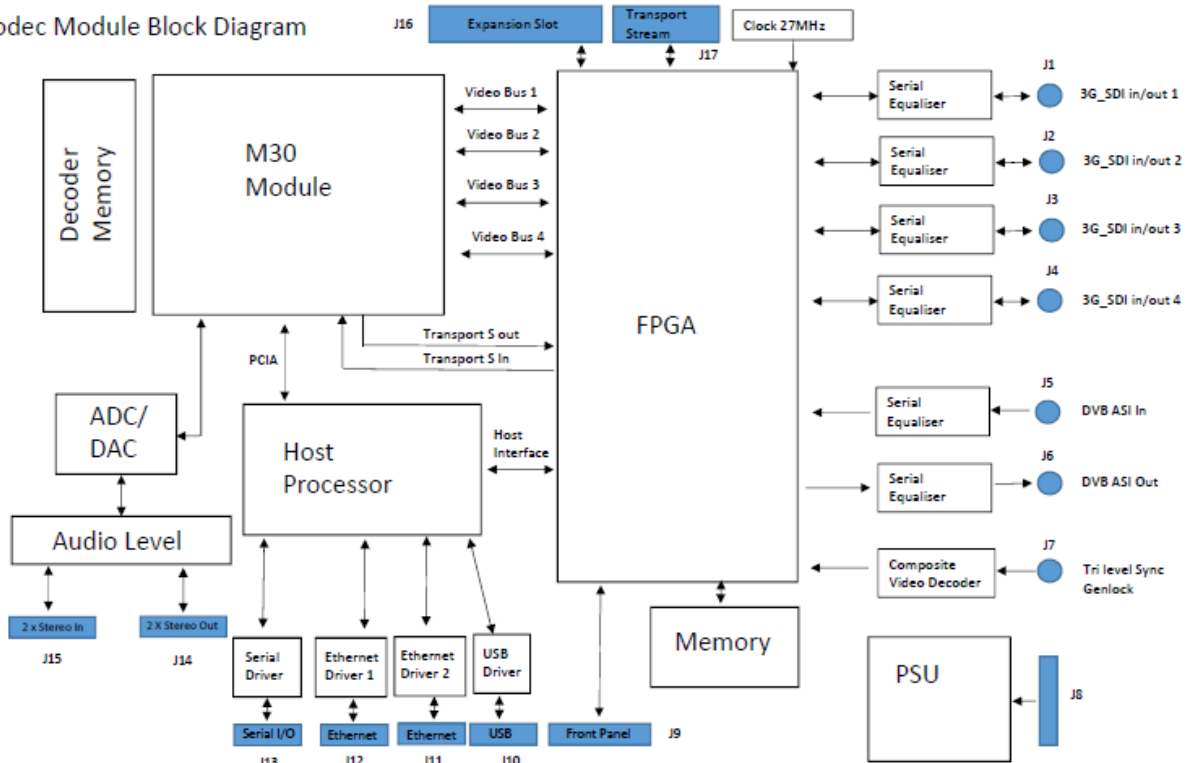 odec Module Block Diagram
J16
Expansion Slot
Transport
Stream
J17
Clock 27MHz
Decoder
Memory
M30
Module
Video Bus 1
Video Bus 2
Video Bus 3
Video Bus 4
FPGA
Serial
Equaliser
J1
3G_SDI in/out 1
Serial
Equaliser
J2
3G_SDI in/out 2
Serial
Equaliser
J3
3G_SDI in/out 3
Serial
Equaliser
J4
3G_SDI in/out 4
Transport S out
Transport S In
PCIA
ADC/
DAC
Host
Processor
Host
Interface
Serial
Equaliser
J5
DVB ASI In
Serial
Equaliser
J6
DVB ASI Out
Composite
Video Decoder
J7
Tri level Sync
Genlock
Audio Level
2 x Stereo In
J15
2 X Stereo Out
J14
Serial
Driver
Ethernet
Driver 1
Ethernet
Driver 2
USB
Driver
Memory
PSU
J8
Serial I/O
J13
Ethernet
J12
Ethernet
J11
USB
J10
Front Panel
J9